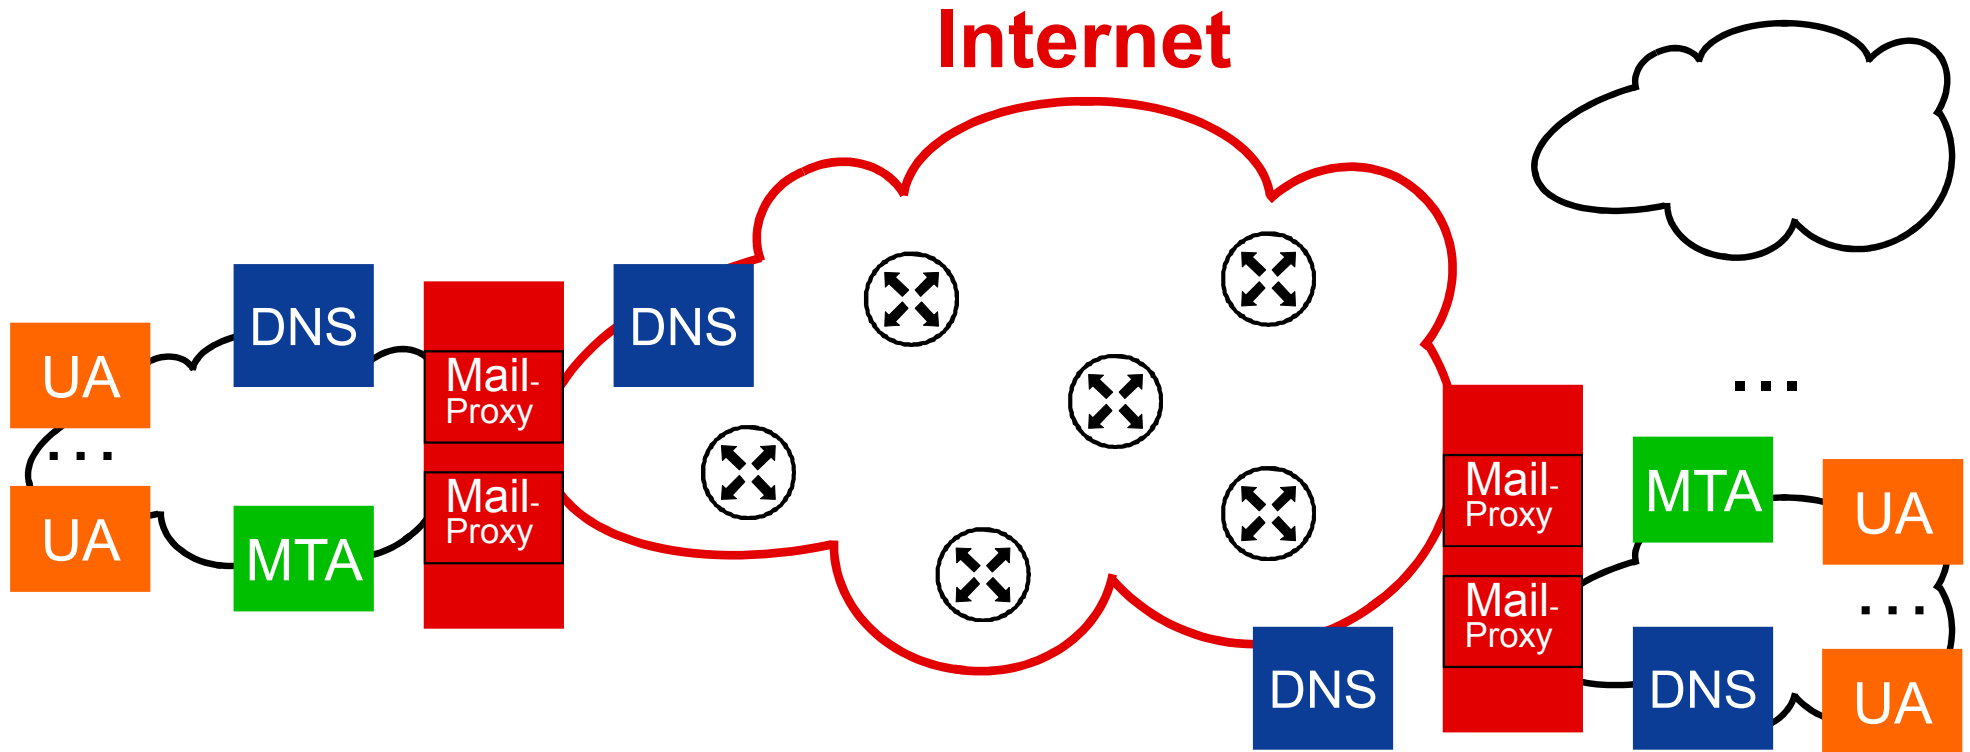 Internet
DNS
DNS
UA
Mail-
Proxy
...
UA
MTA
Mail-
Proxy
...
Mail-
Proxy
MTA
UA
Mail-
Proxy
...
DNS
DNS
UA